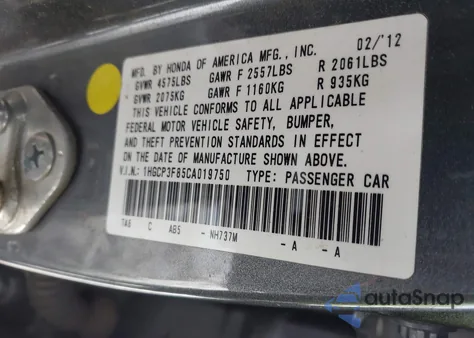 MFD. BY HONDA OF AMERICA MFG., INC. 02/'12
GVWR 4575LBS GAWR F 2557LBS R 2061LBS
GVWR 2075KG GAWR F 1160KG R 935KG
THIS VEHICLE CONFORMS TO ALL APPLICABLE
FEDERAL MOTOR VEHICLE SAFETY, BUMPER,
AND THEFT PREVENTION STANDARDS IN EFFECT
ON THE DATE OF MANUFACTURE SHOWN ABOVE.
V.I.N.: 1HGCP3F85CA019750 TYPE: PASSENGER CAR
C AB5 - NH737M -A -A
autoSnap